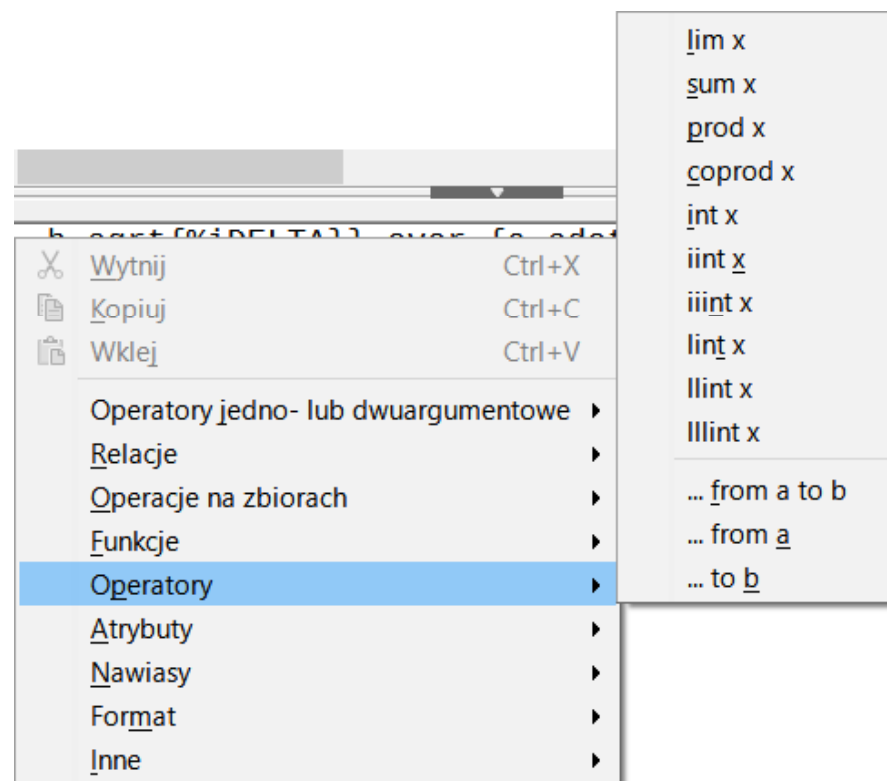 lim x
sum x
prod x
coprod x
int x
iint x
iiint x
lint x
llint x
lllint x
... from a to b
... from a
... to b
Wytnij Ctrl+X
Kopiuj Ctrl+C
Wklej Ctrl+V
Operatory jedno- lub dwuargumentowe
Relacje
Operacje na zbiorach
Funkcje
Operatory
Atrybuty
Nawiasy
Format
Inne